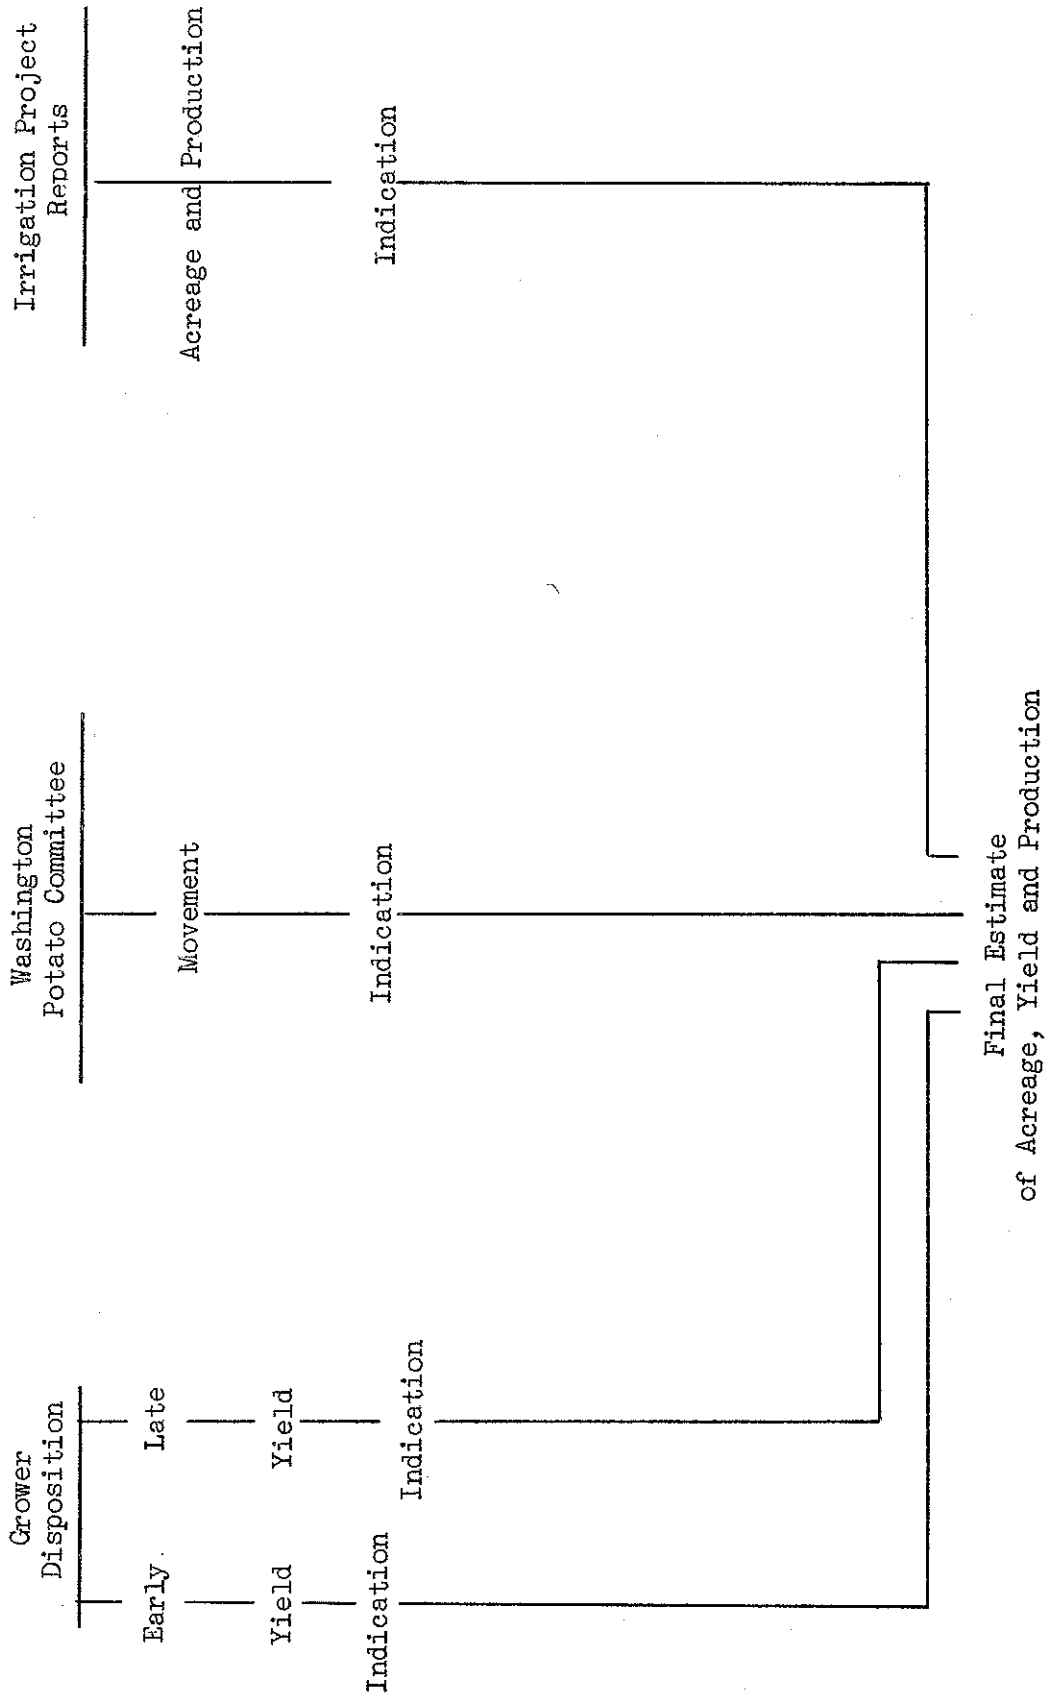 Grower
Disposition
Early.
Late
Yield
Yield
Indication
Indication
Washington
Potato Committee
Movement
Indication
Irrigation Project
Reports
Acreage and Production
Indication
Final Estimate
of Acreage, Yield and Production